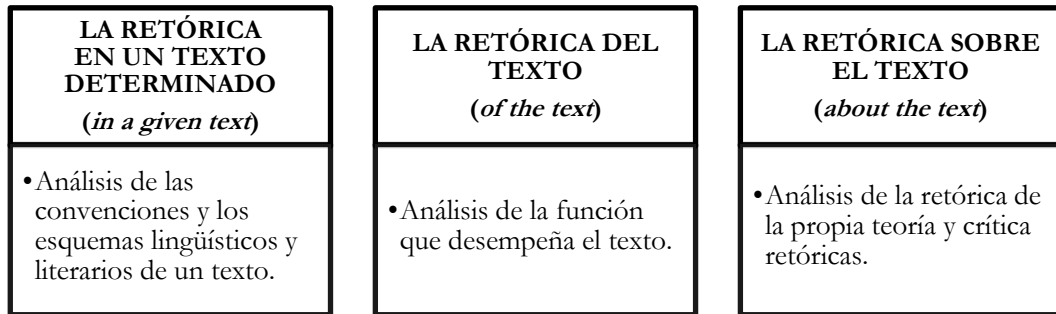 LA RETÓRICA
EN UN TEXTO
DETERMINADO
(in a given text)
•Análisis de las
convenciones y los
esquemas lingüísticos y
literarios de un texto.
LA RETÓRICA DEL
TEXTO
(of the text)
•Análisis de la función
que desempeña el texto.
LA RETÓRICA SOBRE
EL TEXTO
(about the text)
•Análisis de la retórica de
la propia teoría y crítica
retóricas.